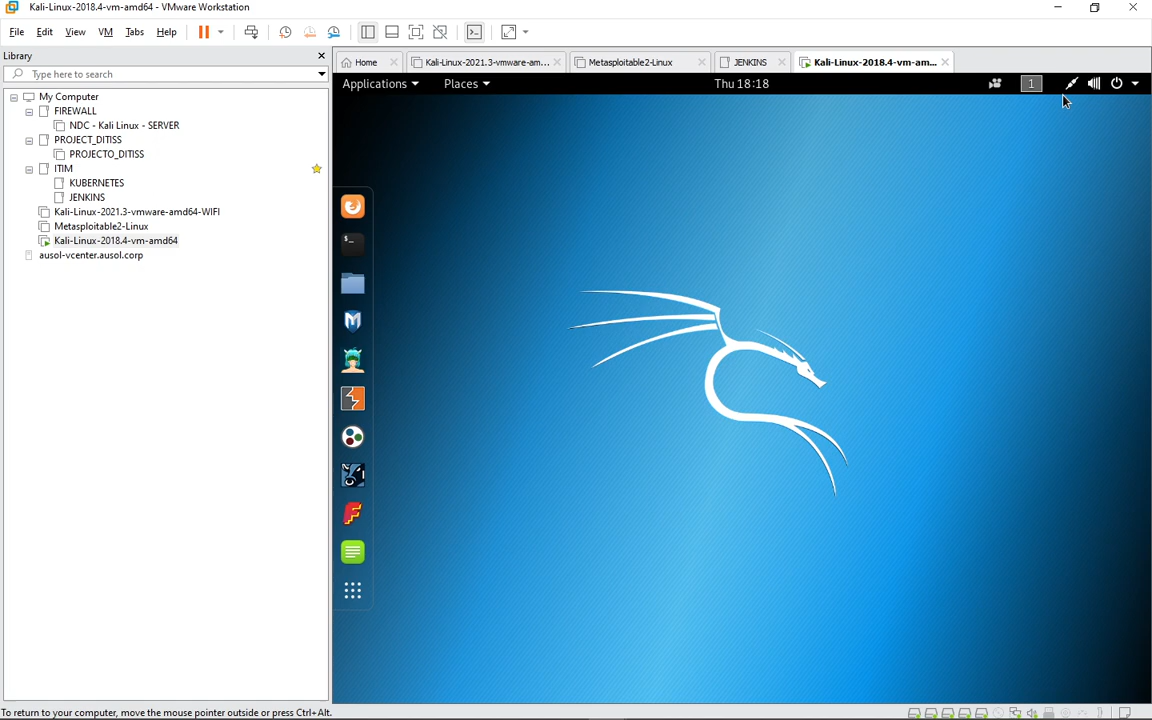 Kali-Linux-2018.4-vm-amd64 - VMware Workstation
File Edit View VM Tabs Help
Library
Type here to search
My Computer
FIREWALL
NDC - Kali Linux - SERVER
PROJECT_DITISS
PROJECTO_DITISS
ITIM
KUBERNETES
JENKINS
Kali-Linux-2021.3-vmware-amd64-WIFI
Metasploitable2-Linux
Kali-Linux-2018.4-vm-amd64
ausol-vcenter.ausol.corp
Home Kali-Linux-2021.3-vmware-am... Metasploitable2-Linux JENKINS Kali-Linux-2018.4-vm-am...
Applications Places Thu 18:18 1
To return to your computer, move the mouse pointer outside or press Ctrl+Alt.